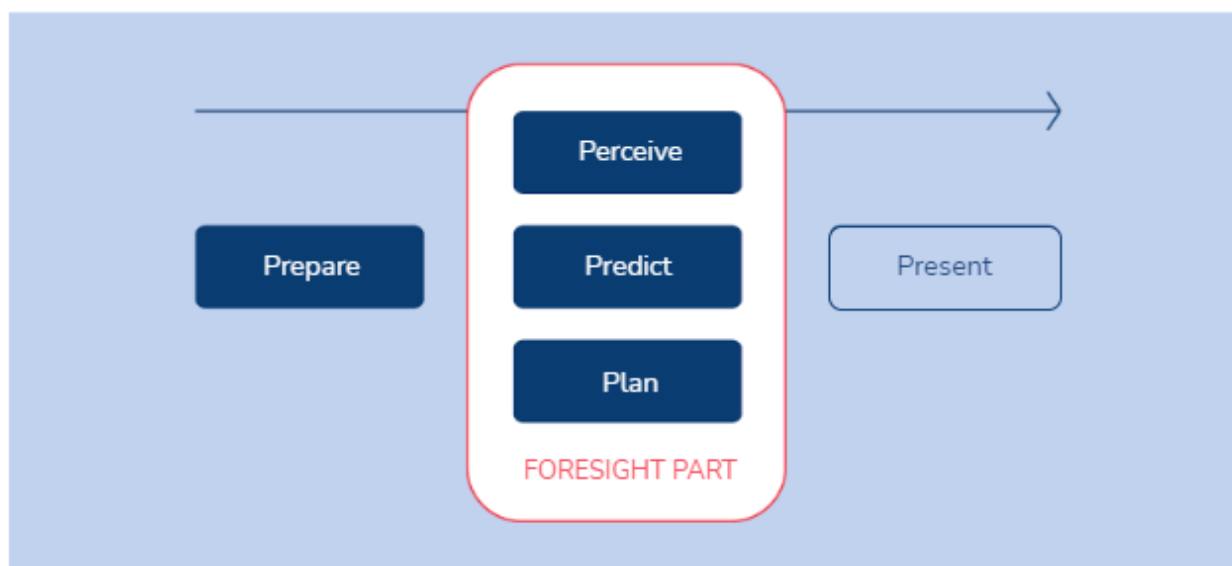 Prepare
Perceive
Predict
Plan
FORESIGHT PART
Present